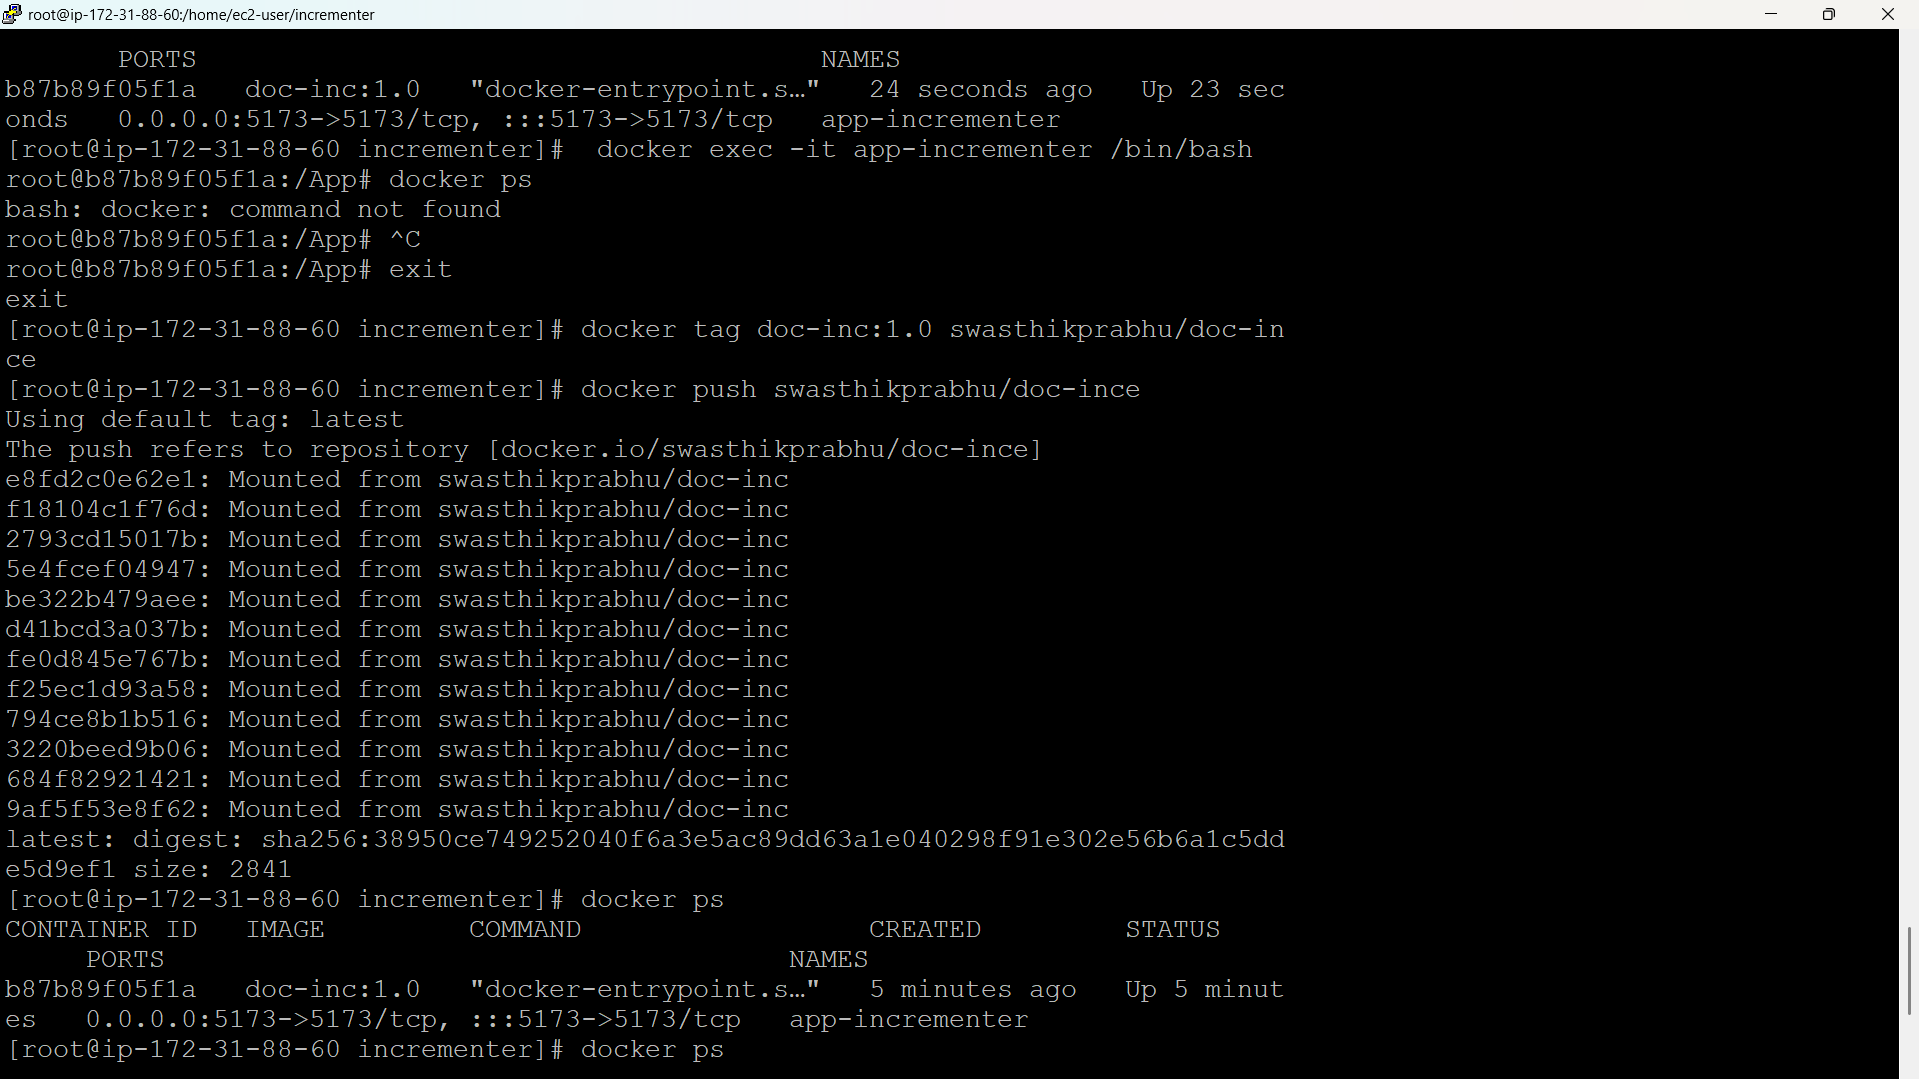 root@ip-172-31-88-60:/home/ec2-user/incrementer
PORTS NAMES
b87b89f05f1a doc-inc:1.0 "docker-entrypoint.s…" 24 seconds ago Up 23 sec
onds 0.0.0.0:5173->5173/tcp, :::5173->5173/tcp app-incrementer
[root@ip-172-31-88-60 incrementer]# docker exec -it app-incrementer /bin/bash
root@b87b89f05f1a:/App# docker ps
bash: docker: command not found
root@b87b89f05f1a:/App# ^C
root@b87b89f05f1a:/App# exit
exit
[root@ip-172-31-88-60 incrementer]# docker tag doc-inc:1.0 swasthikprabhu/doc-in
ce
[root@ip-172-31-88-60 incrementer]# docker push swasthikprabhu/doc-ince
Using default tag: latest
The push refers to repository [docker.io/swasthikprabhu/doc-ince]
e8fd2c0e62e1: Mounted from swasthikprabhu/doc-inc
f18104c1f76d: Mounted from swasthikprabhu/doc-inc
2793cd15017b: Mounted from swasthikprabhu/doc-inc
5e4fcef04947: Mounted from swasthikprabhu/doc-inc
be322b479aee: Mounted from swasthikprabhu/doc-inc
d41bcd3a037b: Mounted from swasthikprabhu/doc-inc
fe0d845e767b: Mounted from swasthikprabhu/doc-inc
f25ec1d93a58: Mounted from swasthikprabhu/doc-inc
794ce8b1b516: Mounted from swasthikprabhu/doc-inc
3220beed9b06: Mounted from swasthikprabhu/doc-inc
684f82921421: Mounted from swasthikprabhu/doc-inc
9af5f53e8f62: Mounted from swasthikprabhu/doc-inc
latest: digest: sha256:38950ce749252040f6a3e5ac89dd63a1e040298f91e302e56b6a1c5dd
e5d9ef1 size: 2841
[root@ip-172-31-88-60 incrementer]# docker ps
CONTAINER ID IMAGE COMMAND CREATED STATUS
PORTS NAMES
b87b89f05f1a doc-inc:1.0 "docker-entrypoint.s…" 5 minutes ago Up 5 minut
es 0.0.0.0:5173->5173/tcp, :::5173->5173/tcp app-incrementer
[root@ip-172-31-88-60 incrementer]# docker ps